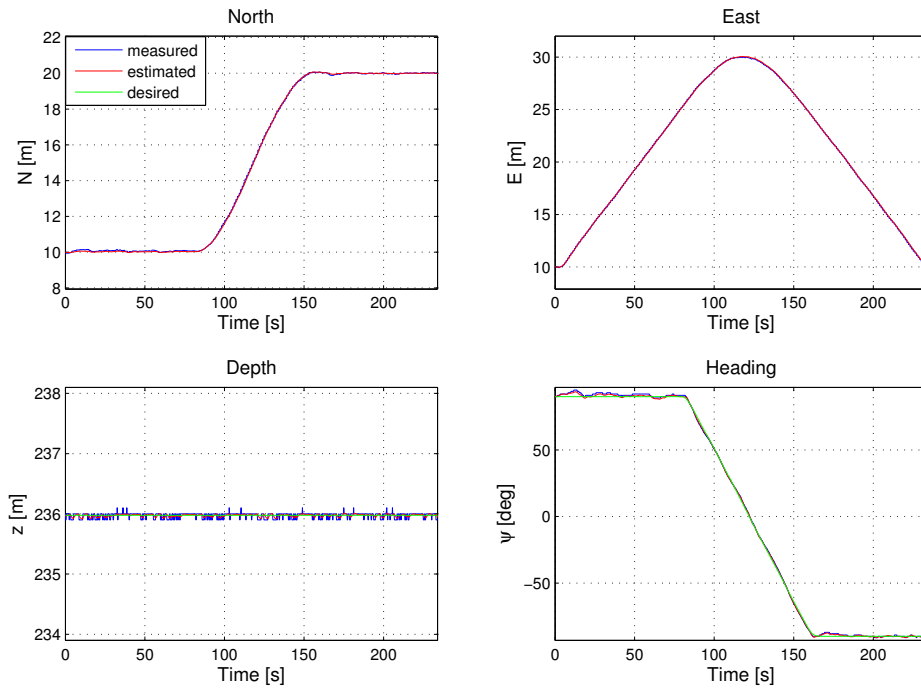 North
22
20
18
16
14
12
10
8
N [m]
measured
estimated
desired
0 50 100 150 200
Time [s]
East
30
25
20
15
10
E [m]
0 50 100 150 200
Time [s]
Depth
238
237
236
235
234
z [m]
0 50 100 150 200
Time [s]
Heading
50
0
−50
ψ [deg]
0 50 100 150 200
Time [s]